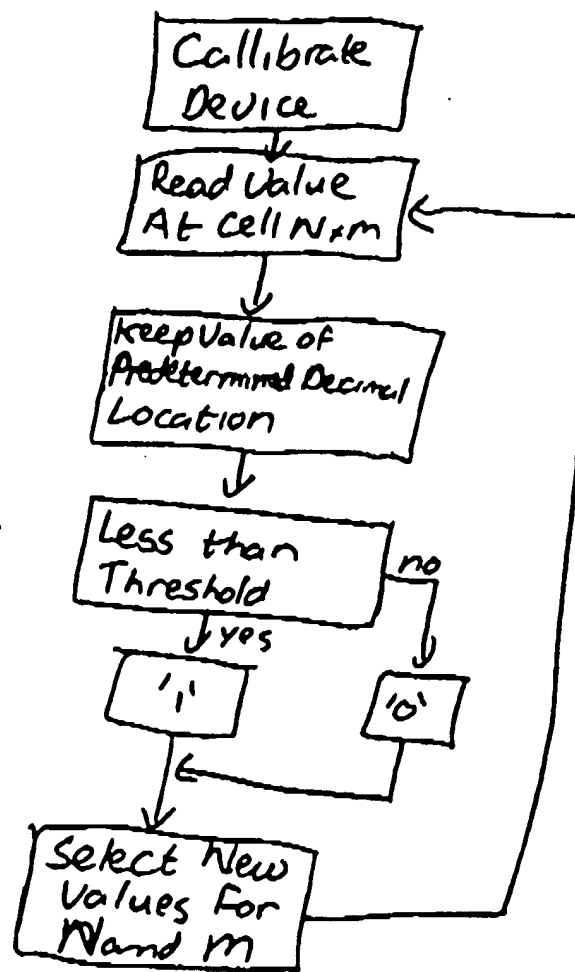 Callibrate
Device
Read Value
At Cell N,m
Keep Value of
Predetermined Decimal
Location
Less than
Threshold
no
yes
'1'
'0'
Select New
Values For
N and m